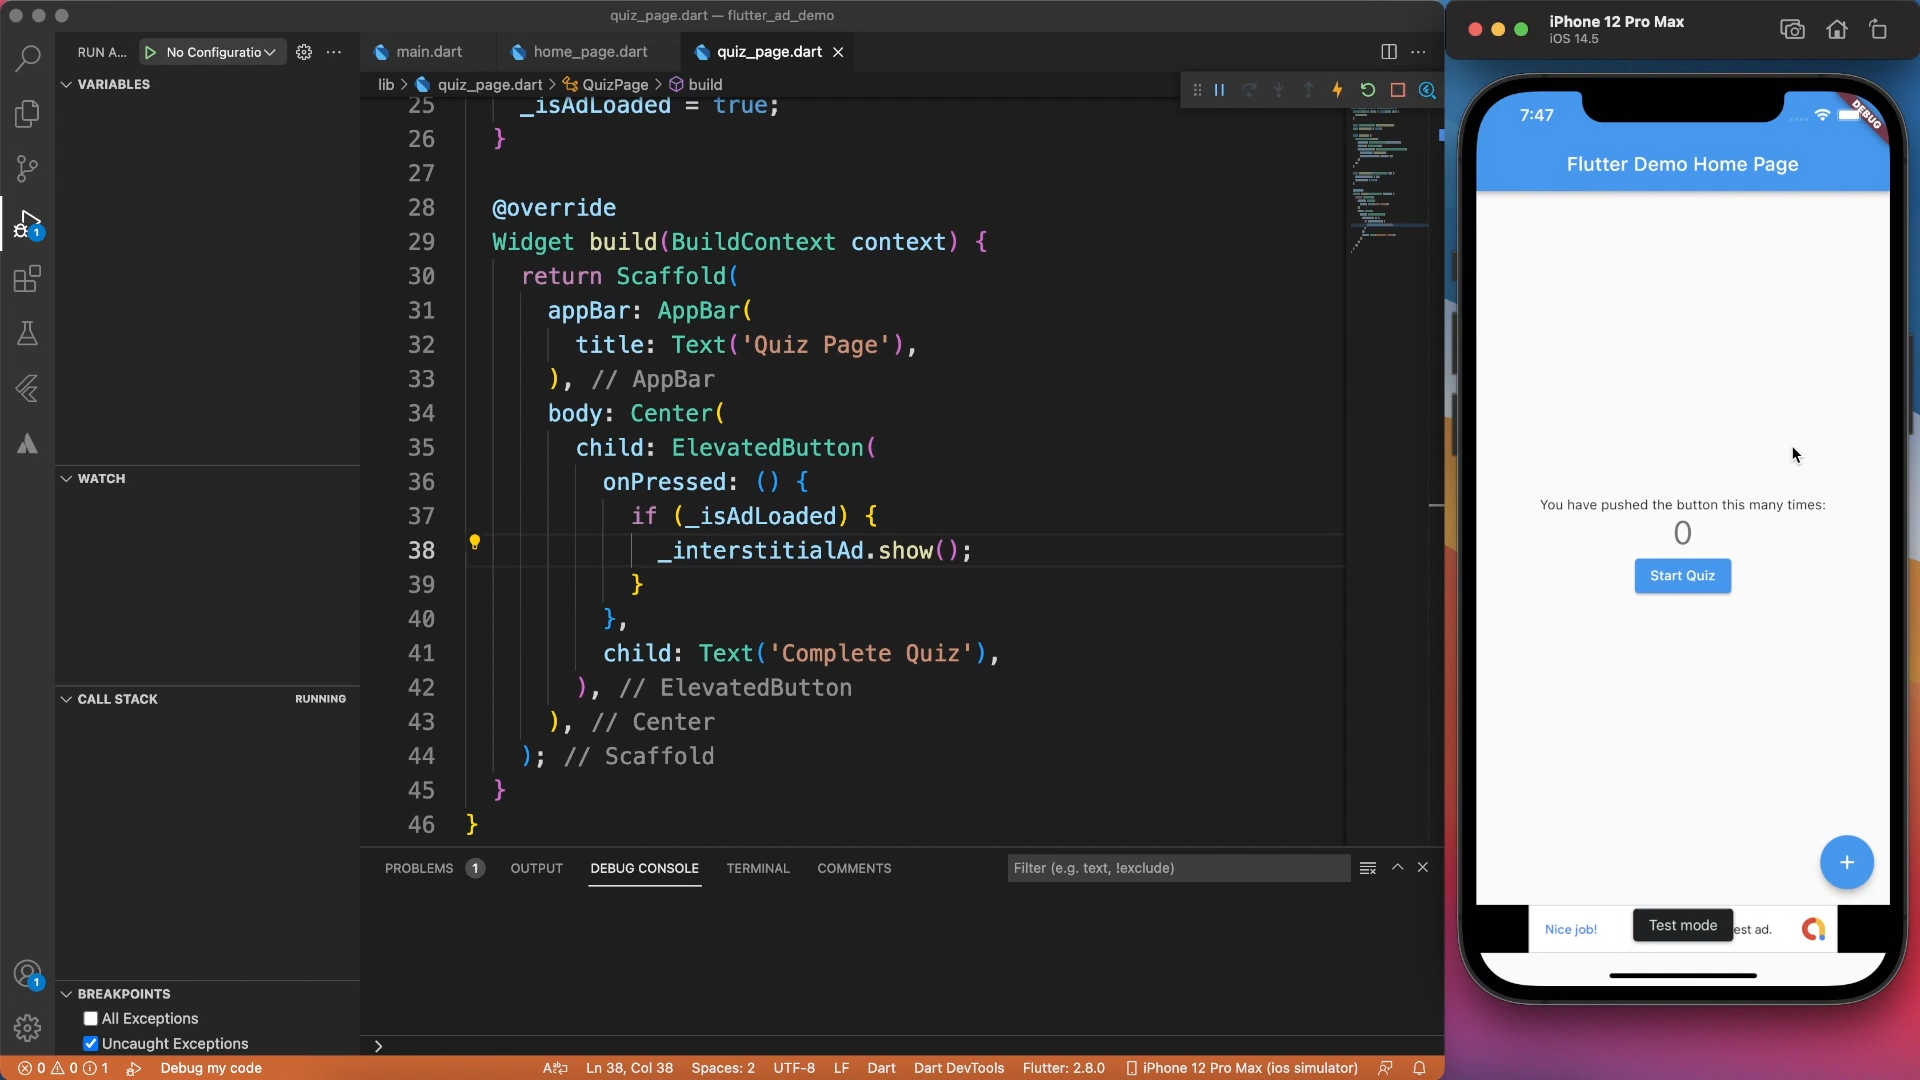 quiz_page.dart — flutter_ad_demo
RUN A...
No Configuratio
main.dart
home_page.dart
quiz_page.dart
lib > quiz_page.dart > QuizPage > build
VARIABLES
WATCH
CALL STACK
RUNNING
BREAKPOINTS
All Exceptions
Uncaught Exceptions
25 _isAdLoaded = true;
26 }
27
28 @override
29 Widget build(BuildContext context) {
30 return Scaffold(
31 appBar: AppBar(
32 title: Text('Quiz Page'),
33 ), // AppBar
34 body: Center(
35 child: ElevatedButton(
36 onPressed: () {
37 if (_isAdLoaded) {
38 _interstitialAd.show();
39 }
40 },
41 child: Text('Complete Quiz'),
42 ), // ElevatedButton
43 ), // Center
44 ); // Scaffold
45 }
46 }
PROBLEMS 1
OUTPUT
DEBUG CONSOLE
TERMINAL
COMMENTS
Filter (e.g. text, !exclude)
1
1
0 0 1
Debug my code
Ln 38, Col 38
Spaces: 2
UTF-8
LF
Dart
Dart DevTools
Flutter: 2.8.0
iPhone 12 Pro Max (ios simulator)
iPhone 12 Pro Max
iOS 14.5
7:47
DEBUG
Flutter Demo Home Page
You have pushed the button this many times:
0
Start Quiz
+
Nice job!
Test mode
est ad.